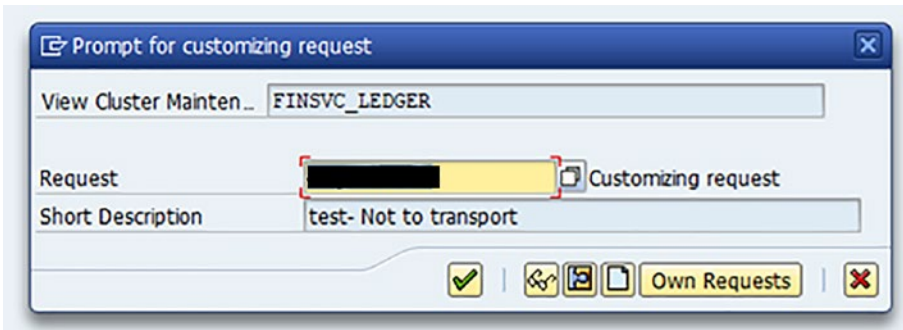 Prompt for customizing request
View Cluster Mainten… FINSVC_LEDGER
Request Customizing request
Short Description test- Not to transport
Own Requests